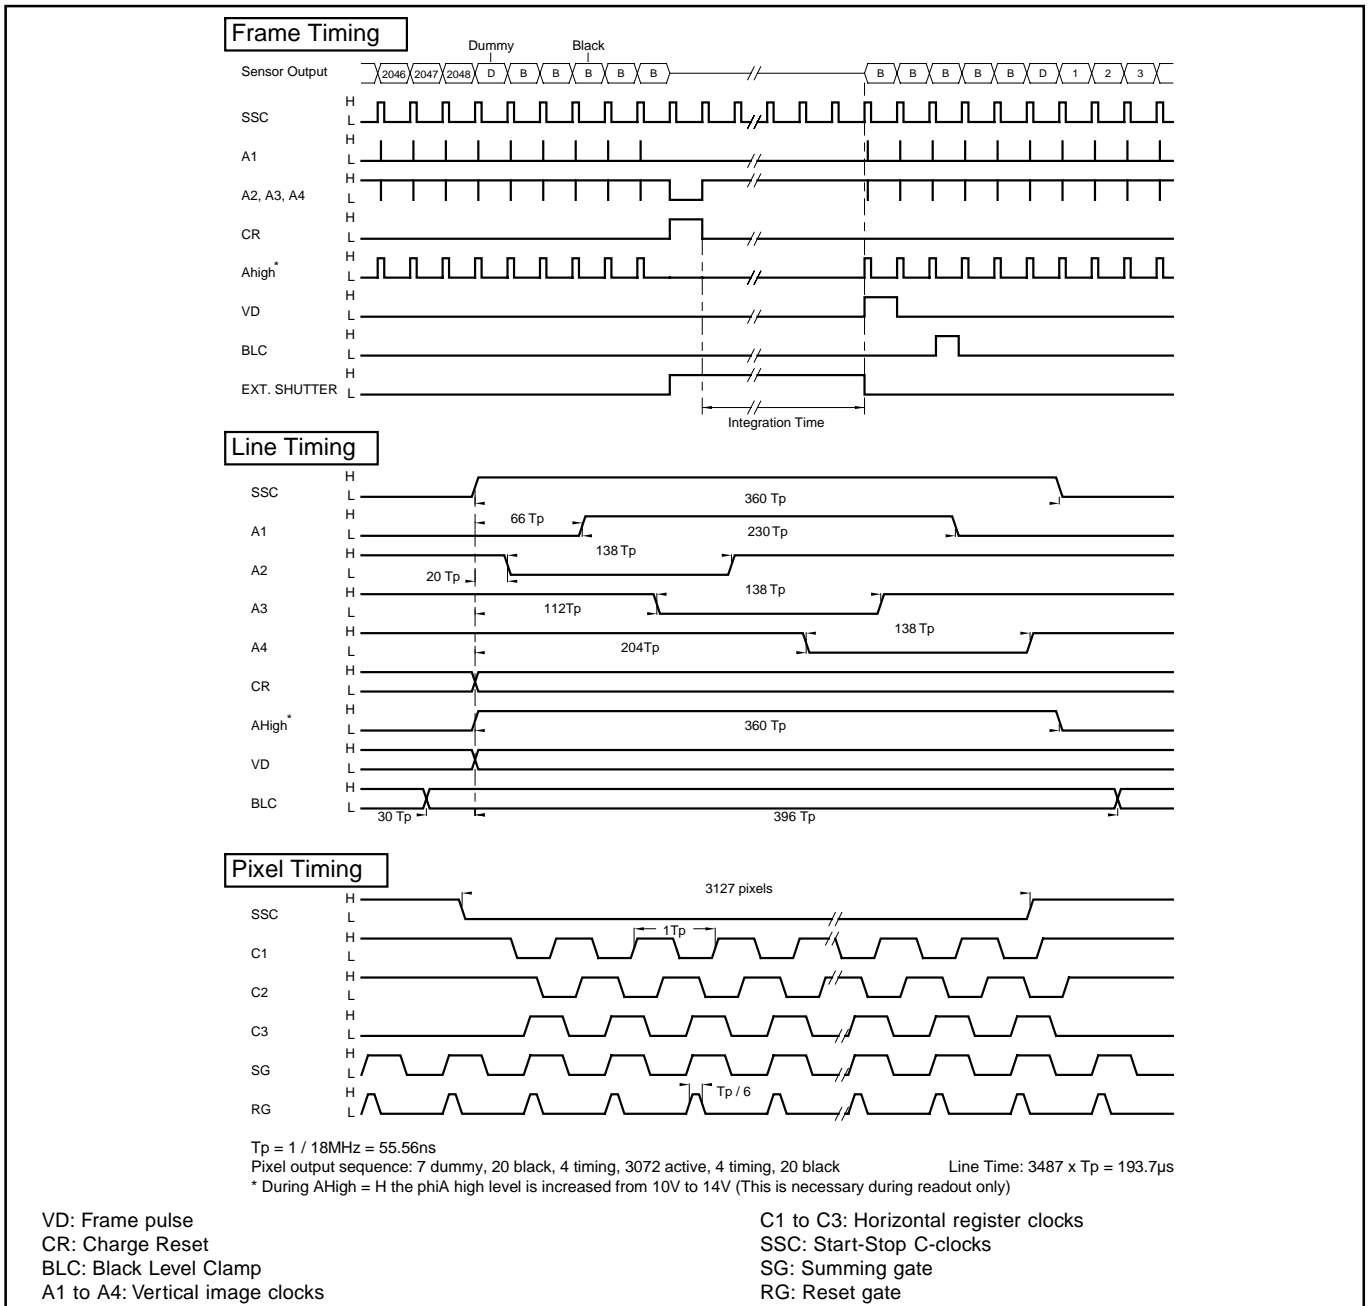 Frame Timing
Dummy Black
Sensor Output 2046 2047 2048 D B B B B B B B B B B D 1 2 3
SSC H L
A1 H L
A2, A3, A4 H L
CR H L
Ahigh* H L
VD H L
BLC H L
EXT. SHUTTER H L
Integration Time
Line Timing
SSC H L 360 Tp
A1 H L 66 Tp 230Tp
A2 H L 20 Tp 138 Tp
A3 H L 112Tp 138 Tp
A4 H L 204Tp 138 Tp
CR H L
AHigh* H L 360 Tp
VD H L
BLC H L 30 Tp 396 Tp
Pixel Timing
SSC H L 3127 pixels
C1 H L 1Tp
C2 H L
C3 H L
SG H L
RG H L Tp / 6
Tp = 1 / 18MHz = 55.56ns
Pixel output sequence: 7 dummy, 20 black, 4 timing, 3072 active, 4 timing, 20 black Line Time: 3487 x Tp = 193.7µs
* During AHigh = H the phiA high level is increased from 10V to 14V (This is necessary during readout only)
VD: Frame pulse
CR: Charge Reset
BLC: Black Level Clamp
A1 to A4: Vertical image clocks
C1 to C3: Horizontal register clocks
SSC: Start-Stop C-clocks
SG: Summing gate
RG: Reset gate